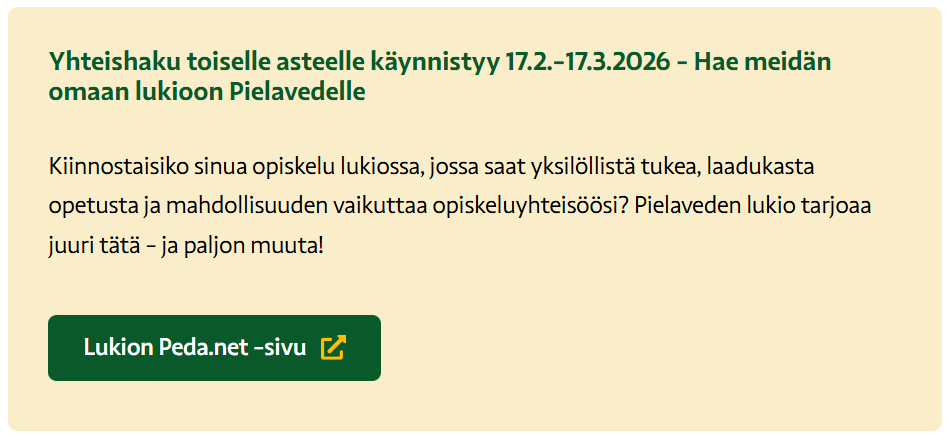 Yhteishaku toiselle asteelle käynnistyy 17.2.-17.3.2026 - Hae meidän
omaan lukioon Pielavedelle
Kiinnostaisiko sinua opiskelu lukiossa, jossa saat yksilöllistä tukea, laadukasta
opetusta ja mahdollisuuden vaikuttaa opiskeluyhteisöösi? Pielaveden lukio tarjoaa
juuri tätä - ja paljon muuta!
Lukion Peda.net -sivu